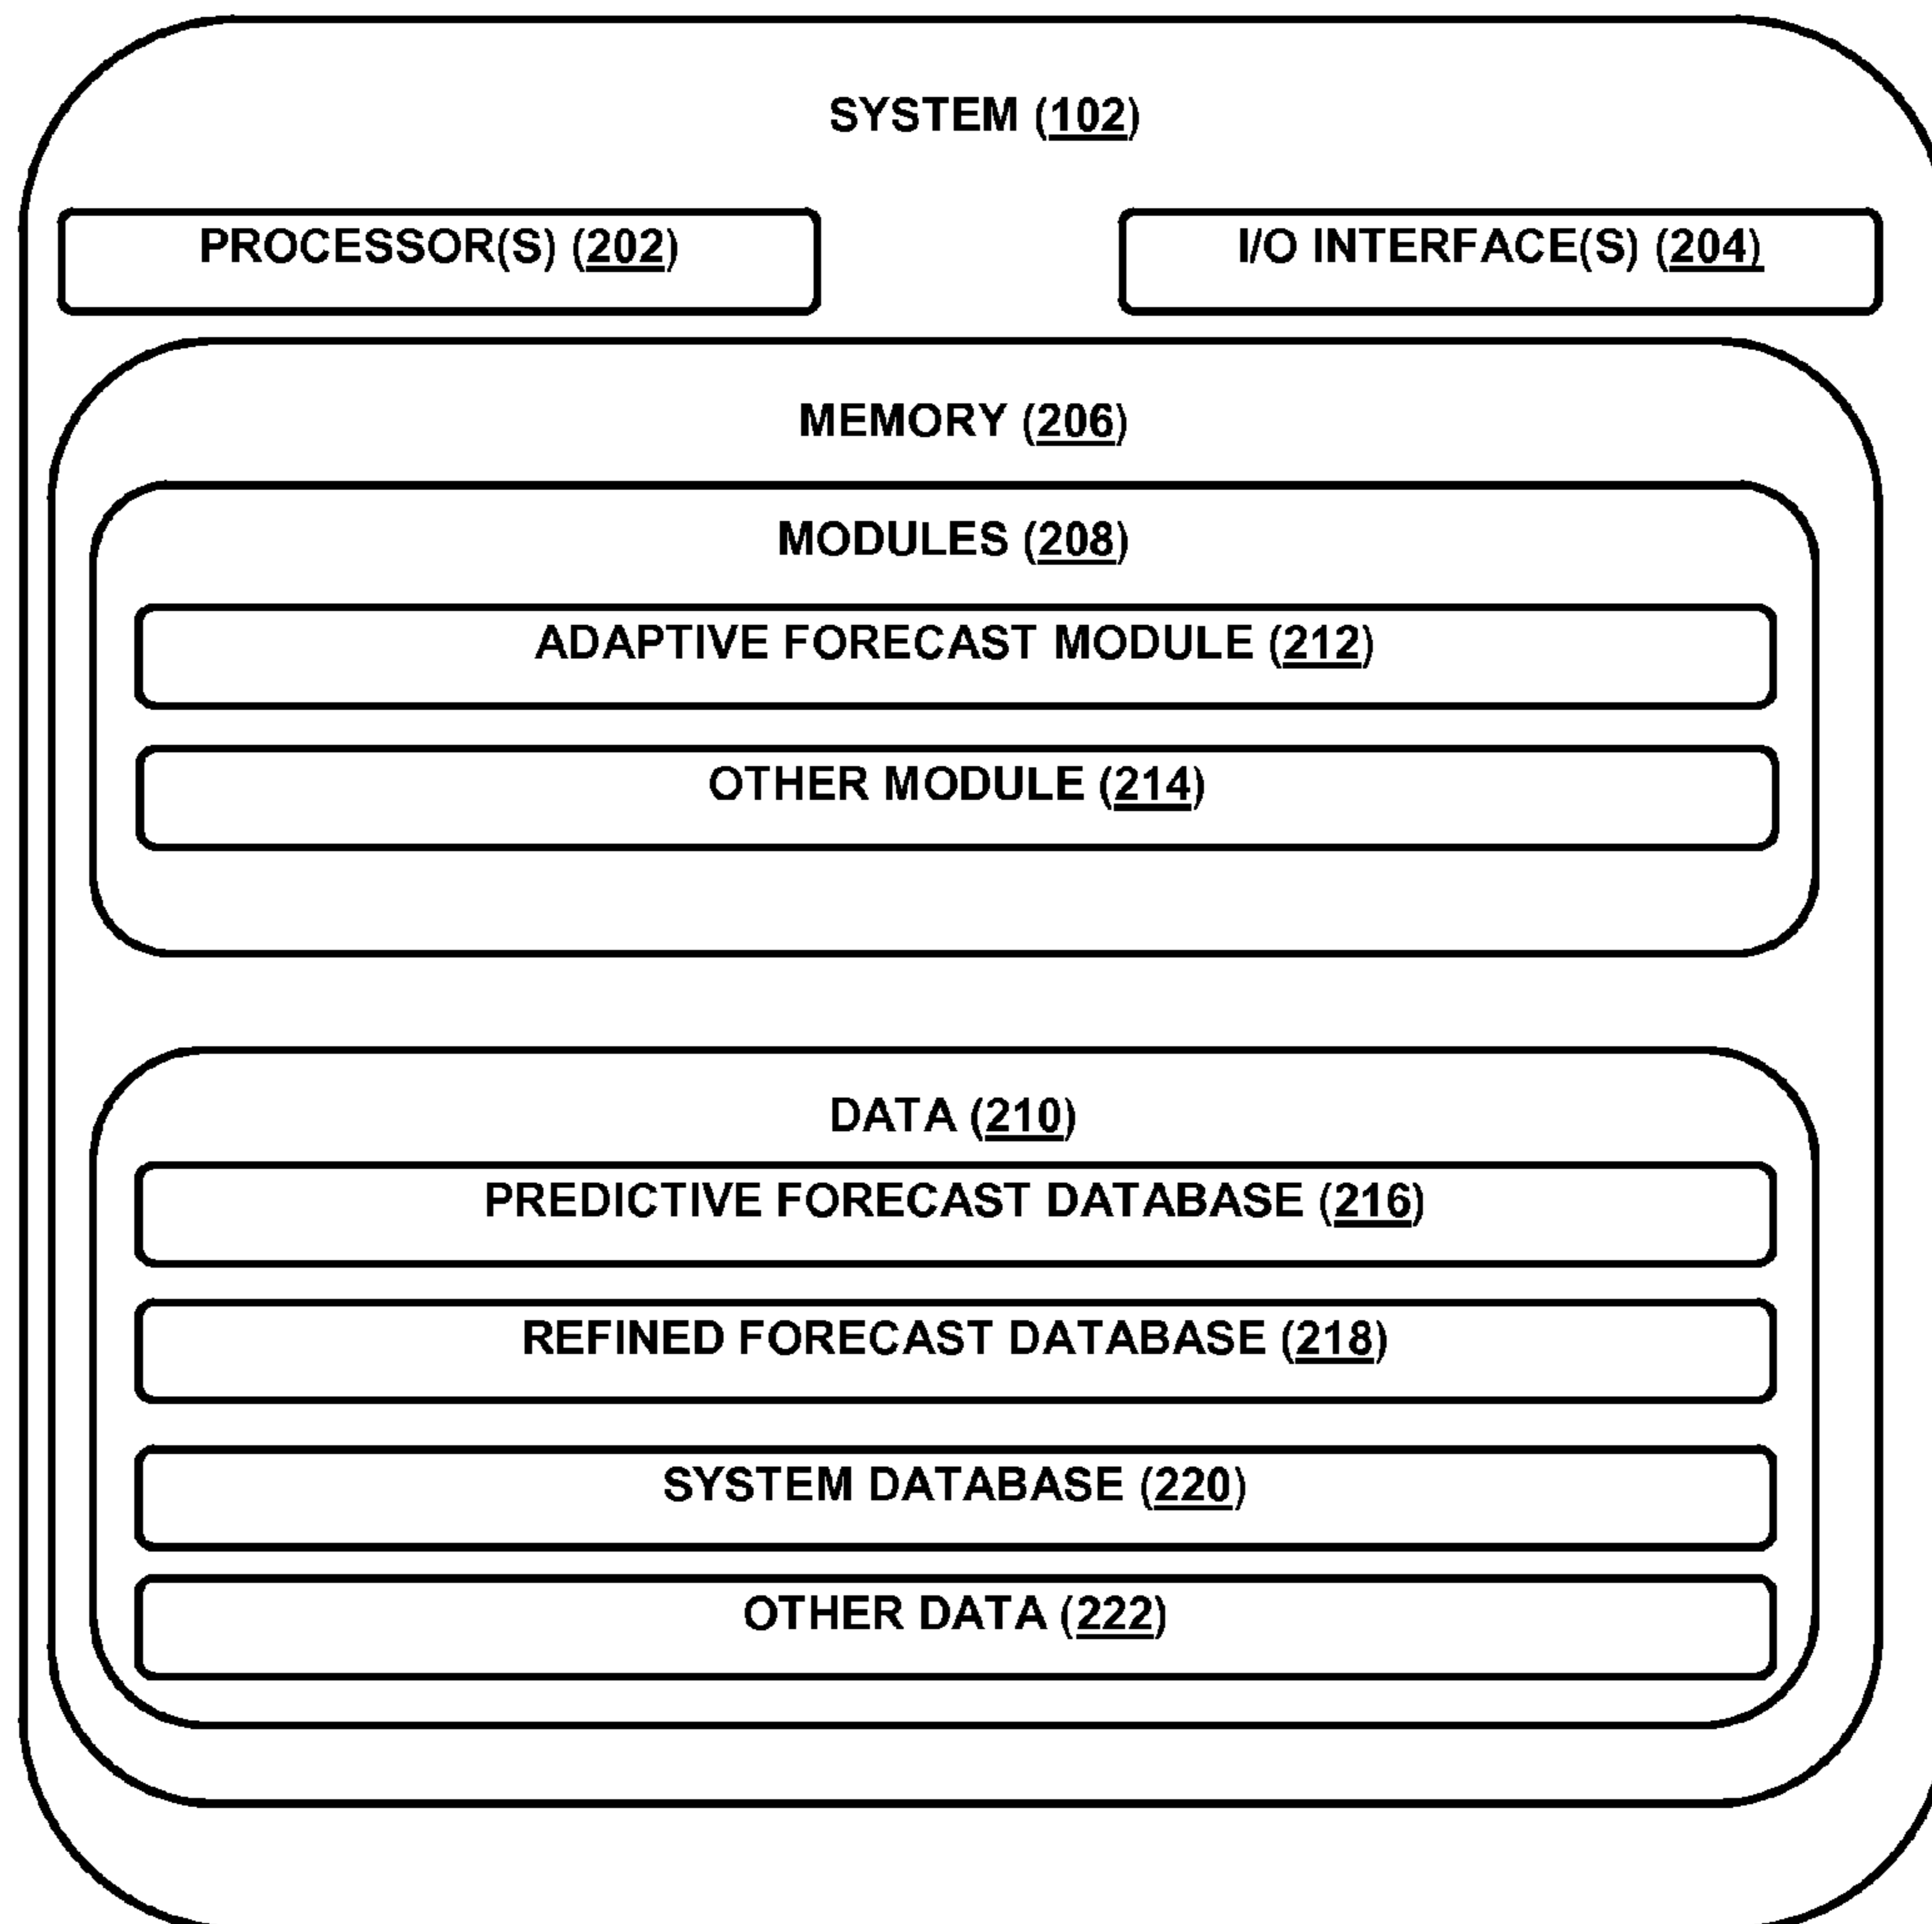 SYSTEM (102)
PROCESSOR(S) (202)
I/O INTERFACE(S) (204)
MEMORY (206)
MODULES (208)
ADAPTIVE FORECAST MODULE (212)
OTHER MODULE (214)
DATA (210)
PREDICTIVE FORECAST DATABASE (216)
REFINED FORECAST DATABASE (218)
SYSTEM DATABASE (220)
OTHER DATA (222)